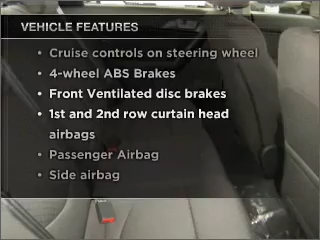 VEHICLE FEATURES
• Cruise controls on steering wheel
• 4-wheel ABS Brakes
• Front Ventilated disc brakes
• 1st and 2nd row curtain head
airbags
• Passenger Airbag
• Side airbag